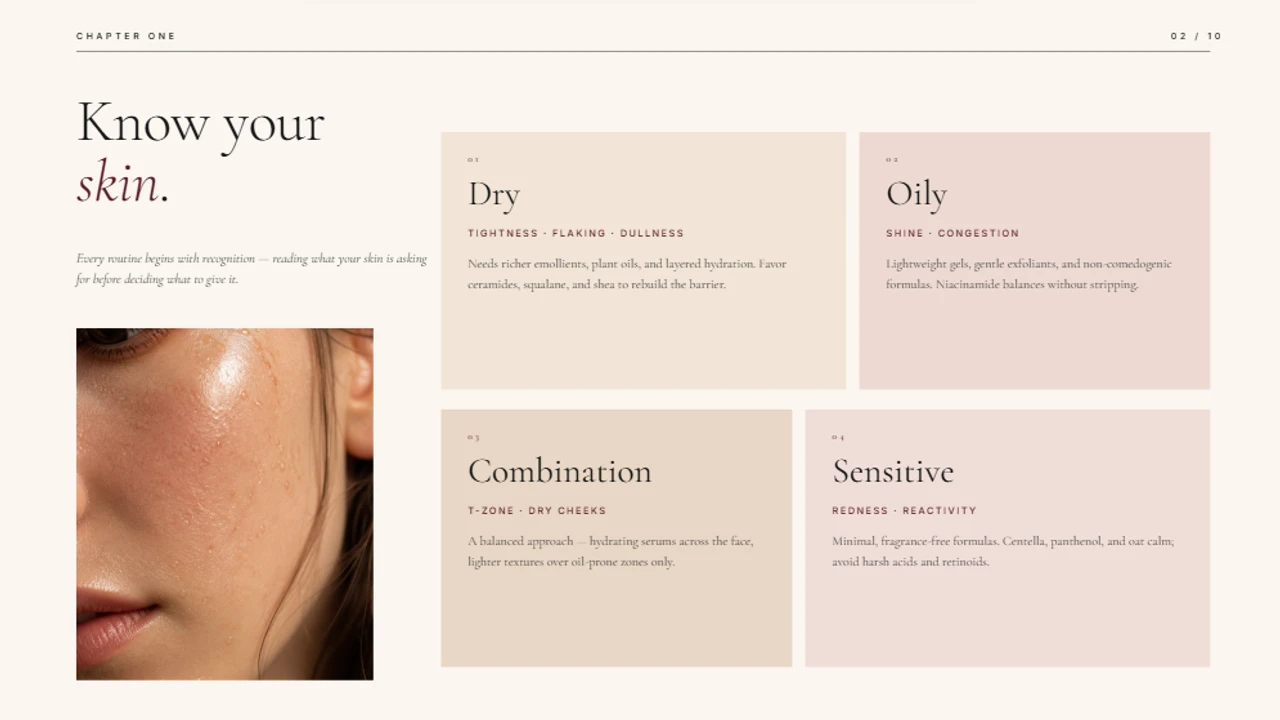 CHAPTER ONE
02 / 10
Know your
skin.
Every routine begins with recognition — reading what your skin is asking
for before deciding what to give it.
01
Dry
TIGHTNESS · FLAKING · DULLNESS
Needs richer emollients, plant oils, and layered hydration. Favor
ceramides, squalane, and shea to rebuild the barrier.
02
Oily
SHINE · CONGESTION
Lightweight gels, gentle exfoliants, and non-comedogenic
formulas. Niacinamide balances without stripping.
03
Combination
T-ZONE · DRY CHEEKS
A balanced approach — hydrating serums across the face,
lighter textures over oil-prone zones only.
04
Sensitive
REDNESS · REACTIVITY
Minimal, fragrance-free formulas. Centella, panthenol, and oat calm;
avoid harsh acids and retinoids.